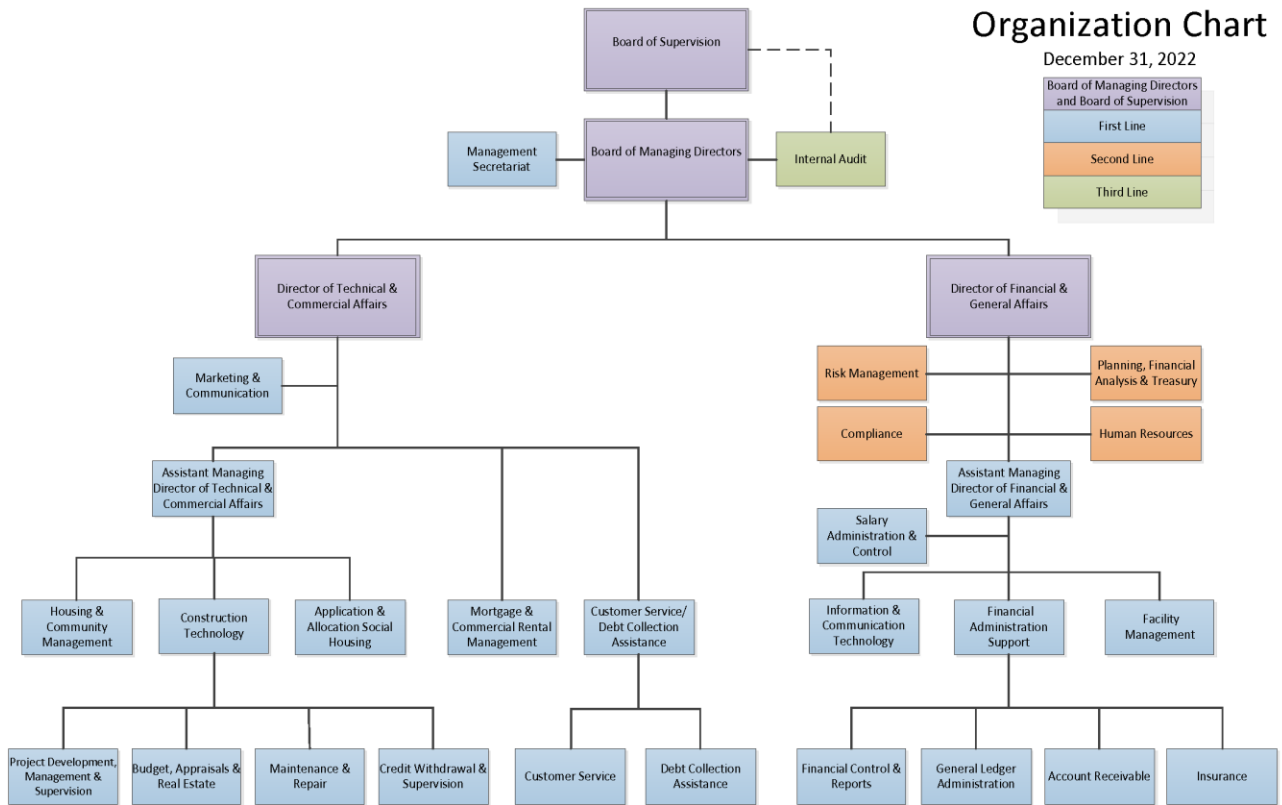 Organization Chart
December 31, 2022
Board of Managing Directors
and Board of Supervision
First Line
Second Line
Third Line
Board of Supervision
Management
Secretariat
Board of Managing Directors
Internal Audit
Director of Technical &
Commercial Affairs
Director of Financial &
General Affairs
Marketing &
Communication
Risk Management
Planning, Financial
Analysis & Treasury
Compliance
Human Resources
Assistant Managing
Director of Technical &
Commercial Affairs
Assistant Managing
Director of Financial &
General Affairs
Salary
Administration &
Control
Housing &
Community
Management
Construction
Technology
Application &
Allocation Social
Housing
Mortgage &
Commercial Rental
Management
Customer Service/
Debt Collection
Assistance
Information &
Communication
Technology
Financial
Administration
Support
Facility
Management
Project Development,
Management &
Supervision
Budget, Appraisals &
Real Estate
Maintenance &
Repair
Credit Withdrawal &
Supervision
Customer Service
Debt Collection
Assistance
Financial Control &
Reports
General Ledger
Administration
Account Receivable
Insurance